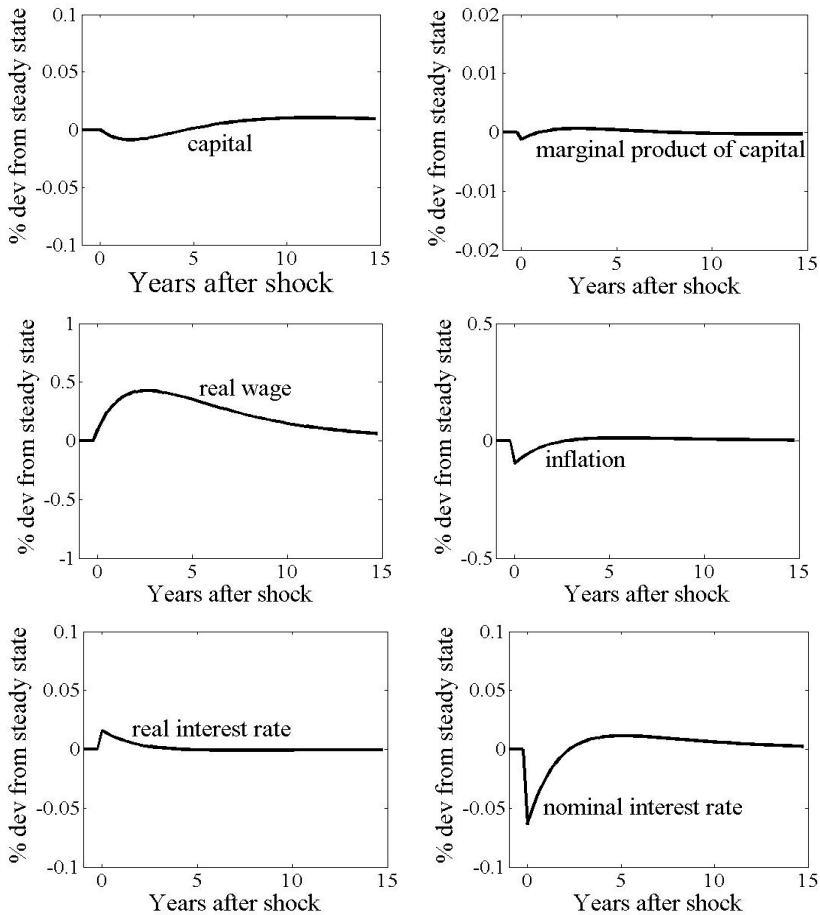 % dev from steady state
0.1
0.05
0
-0.05
-0.1
capital
0 5 10 15
Years after shock
% dev from steady state
0.02
0.01
0
-0.01
-0.02
marginal product of capital
0 5 10 15
Years after shock
% dev from steady state
1
0.5
0
-0.5
-1
real wage
0 5 10 15
Years after shock
% dev from steady state
0.5
0
-0.5
inflation
0 5 10 15
Years after shock
% dev from steady state
0.1
0.05
0
-0.05
-0.1
real interest rate
0 5 10 15
Years after shock
% dev from steady state
0.1
0.05
0
-0.05
-0.1
nominal interest rate
0 5 10 15
Years after shock